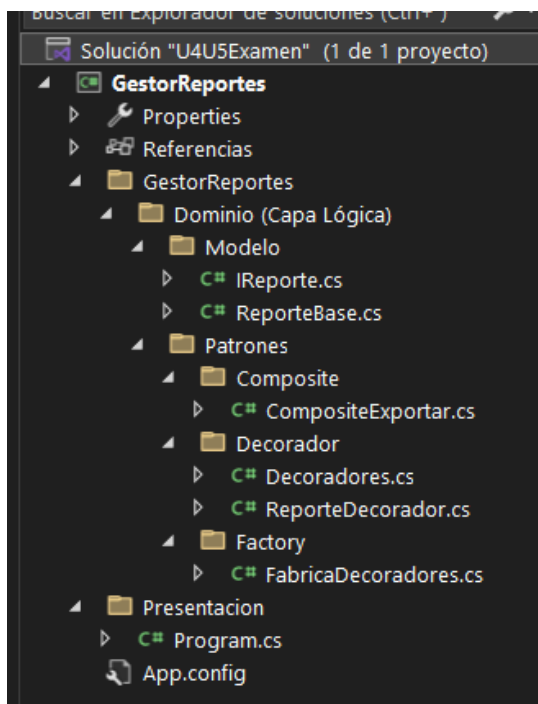 Buscar en Explorador de soluciones (Ctrl+')
Solución "U4U5Examen" (1 de 1 proyecto)
C# GestorReportes
Properties
Referencias
GestorReportes
Dominio (Capa Lógica)
Modelo
C# IReporte.cs
C# ReporteBase.cs
Patrones
Composite
C# CompositeExportar.cs
Decorador
C# Decoradores.cs
C# ReporteDecorador.cs
Factory
C# FabricaDecoradores.cs
Presentacion
C# Program.cs
App.config